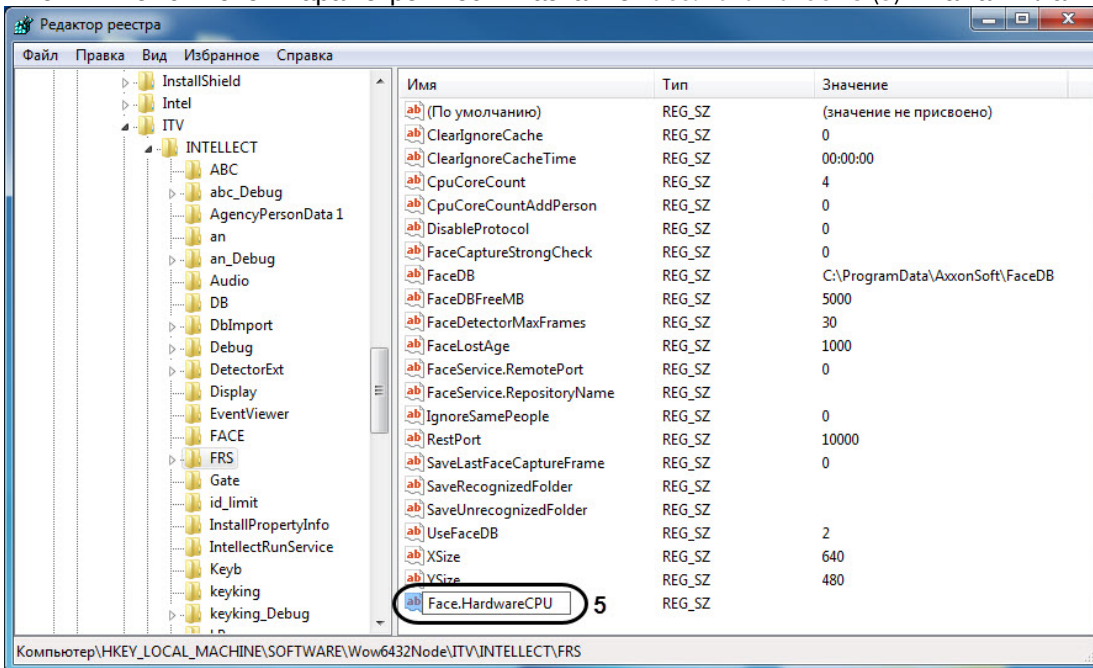 Редактор реестра
Файл Правка Вид Избранное Справка
InstallShield
Intel
ITV
INTELLECT
ABC
abc_Debug
AgencyPersonData 1
an
an_Debug
Audio
DB
DbImport
Debug
DetectorExt
Display
EventViewer
FACE
FRS
Gate
id_limit
InstallPropertyInfo
IntellectRunService
Keyb
keyking
keyking_Debug
Имя Тип Значение
(По умолчанию) REG_SZ (значение не присвоено)
ClearIgnoreCache REG_SZ 0
ClearIgnoreCacheTime REG_SZ 00:00:00
CpuCoreCount REG_SZ 4
CpuCoreCountAddPerson REG_SZ 0
DisableProtocol REG_SZ 0
FaceCaptureStrongCheck REG_SZ 0
FaceDB REG_SZ C:\ProgramData\AxxonSoft\FaceDB
FaceDBFreeMB REG_SZ 5000
FaceDetectorMaxFrames REG_SZ 30
FaceLostAge REG_SZ 1000
FaceService.RemotePort REG_SZ 0
FaceService.RepositoryName REG_SZ
IgnoreSamePeople REG_SZ 0
RestPort REG_SZ 10000
SaveLastFaceCaptureFrame REG_SZ 0
SaveRecognizedFolder REG_SZ
SaveUnrecognizedFolder REG_SZ
UseFaceDB REG_SZ 2
XSize REG_SZ 640
YSize REG_SZ 480
Face.HardwareCPU 5 REG_SZ
Компьютер\HKEY_LOCAL_MACHINE\SOFTWARE\Wow6432Node\ITV\INTELLECT\FRS